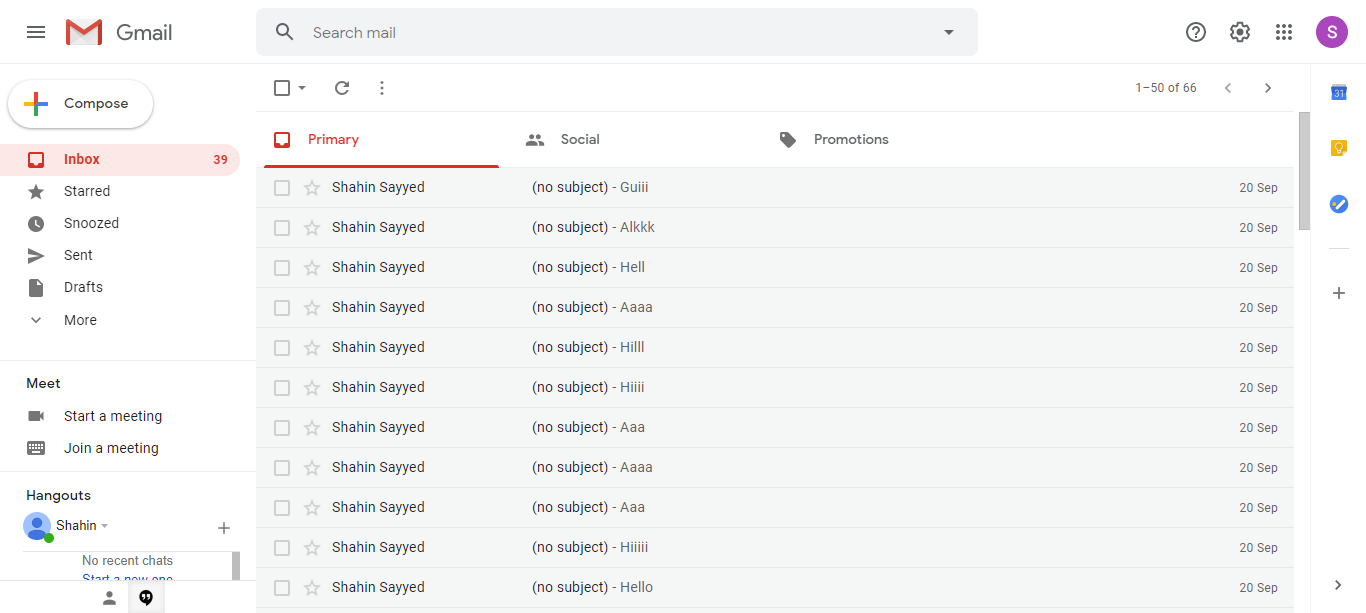 Gmail
Search mail
S
Compose
1–50 of 66
31
Inbox 39
Primary
Social
Promotions
Starred
Snoozed
Sent
Drafts
More
Shahin Sayyed (no subject) - Guiii 20 Sep
Shahin Sayyed (no subject) - Alkkk 20 Sep
Shahin Sayyed (no subject) - Hell 20 Sep
Shahin Sayyed (no subject) - Aaaa 20 Sep
Shahin Sayyed (no subject) - Hilll 20 Sep
Shahin Sayyed (no subject) - Hiiii 20 Sep
Shahin Sayyed (no subject) - Aaa 20 Sep
Shahin Sayyed (no subject) - Aaaa 20 Sep
Shahin Sayyed (no subject) - Aaa 20 Sep
Shahin Sayyed (no subject) - Hiiiii 20 Sep
Shahin Sayyed (no subject) - Hello 20 Sep
Meet
Start a meeting
Join a meeting
Hangouts
Shahin
No recent chats
Start a new one